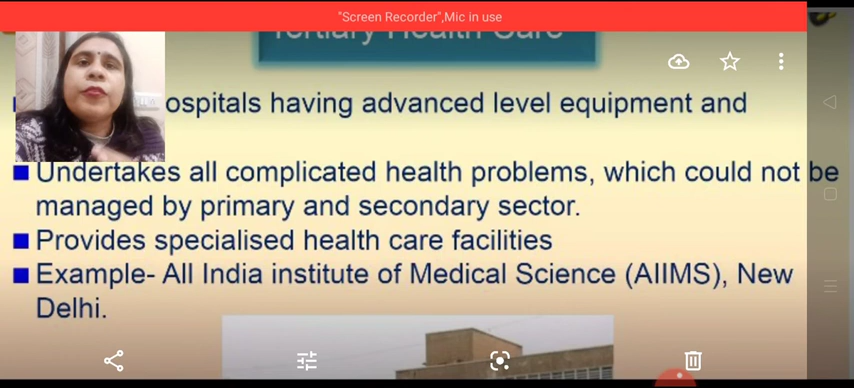 "Screen Recorder",Mic in use
Tertiary Health Care
ospitals having advanced level equipment and
Undertakes all complicated health problems, which could not be
managed by primary and secondary sector.
Provides specialised health care facilities
Example- All India institute of Medical Science (AIIMS), New
Delhi.